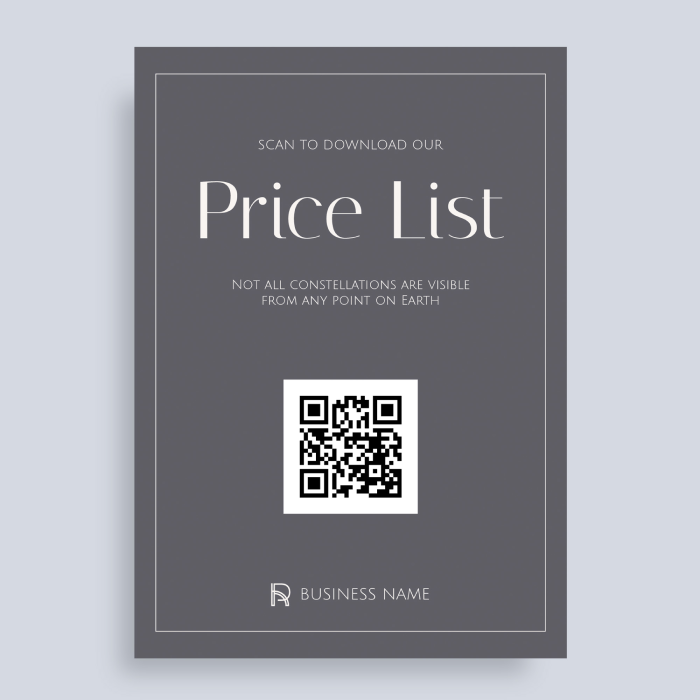 SCAN TO DOWNLOAD OUR
Price List
Not all constellations are visible
from any point on Earth
BUSINESS NAME